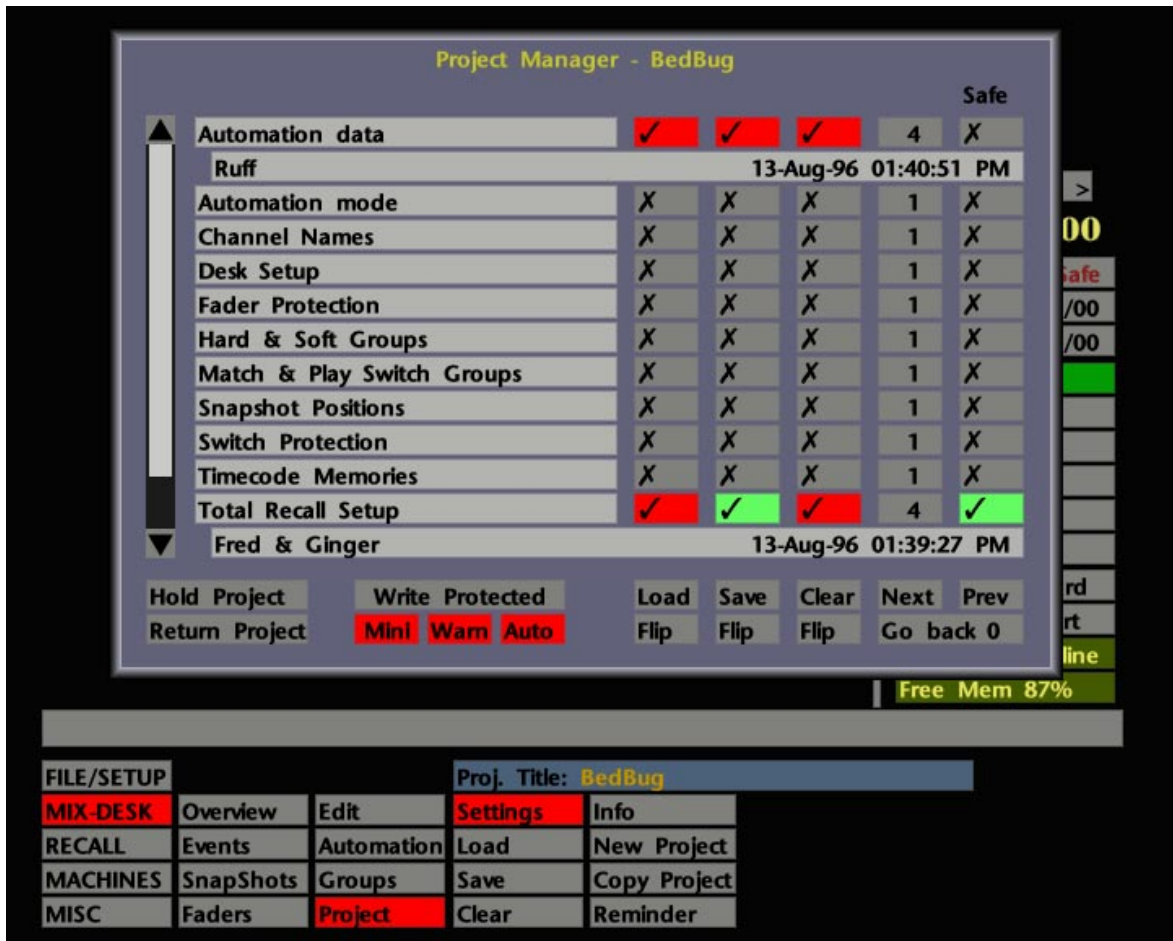 Project Manager - BedBug
Safe
Automation data ✓ ✓ ✓ 4 ✗
Ruff 13-Aug-96 01:40:51 PM
Automation mode ✗ ✗ ✗ 1 ✗
>
Channel Names ✗ ✗ ✗ 1 ✗
00
Desk Setup ✗ ✗ ✗ 1 ✗
Safe
Fader Protection ✗ ✗ ✗ 1 ✗
/00
Hard & Soft Groups ✗ ✗ ✗ 1 ✗
/00
Match & Play Switch Groups ✗ ✗ ✗ 1 ✗
Snapshot Positions ✗ ✗ ✗ 1 ✗
Switch Protection ✗ ✗ ✗ 1 ✗
Timecode Memories ✗ ✗ ✗ 1 ✗
Total Recall Setup ✓ ✓ ✓ 4 ✓
Fred & Ginger 13-Aug-96 01:39:27 PM
Hold Project Write Protected Load Save Clear Next Prev
rd
Return Project Mini Warn Auto Flip Flip Flip Go back 0
rt
line
Free Mem 87%
FILE/SETUP Proj. Title: BedBug
MIX-DESK Overview Edit Settings Info
RECALL Events Automation Load New Project
MACHINES SnapShots Groups Save Copy Project
MISC Faders Project Clear Reminder